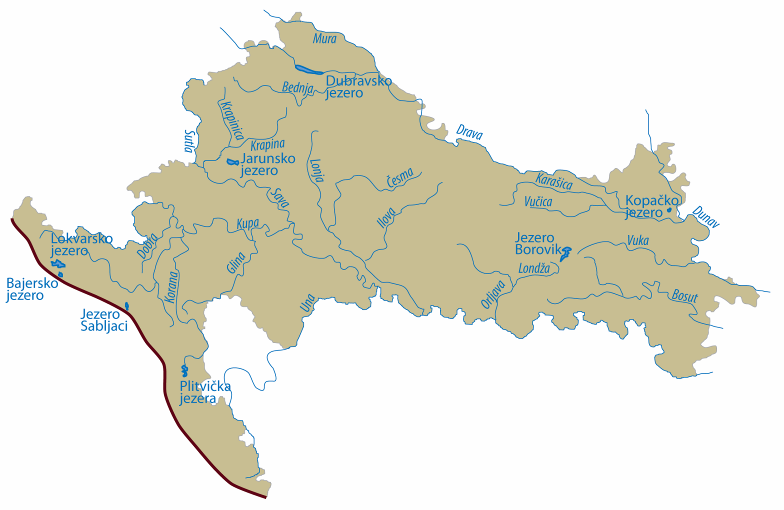 Mura
Dubravsko
jezero
Bednja
Krapinica
Sutla
Krapina
Jarunsko
jezero
Drava
Lonja
Česma
Karašica
Vučica
Kopačko
jezero
Dunav
Sava
Ilova
Kupa
Dobra
Lokvarsko
jezero
Jezero
Borovik
Vuka
Londža
Glina
Korana
Bajersko
jezero
Una
Orljava
Bosut
Jezero
Sabljaci
Plitvička
jezera